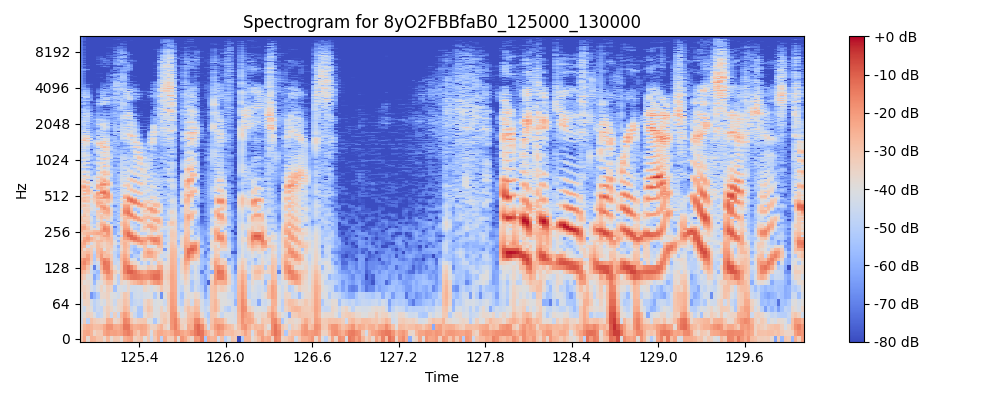 Spectrogram for 8yO2FBBfaB0_125000_130000
Hz
8192
4096
2048
1024
512
256
128
64
0
125.4 126.0 126.6 127.2 127.8 128.4 129.0 129.6
Time
+0 dB
-10 dB
-20 dB
-30 dB
-40 dB
-50 dB
-60 dB
-70 dB
-80 dB